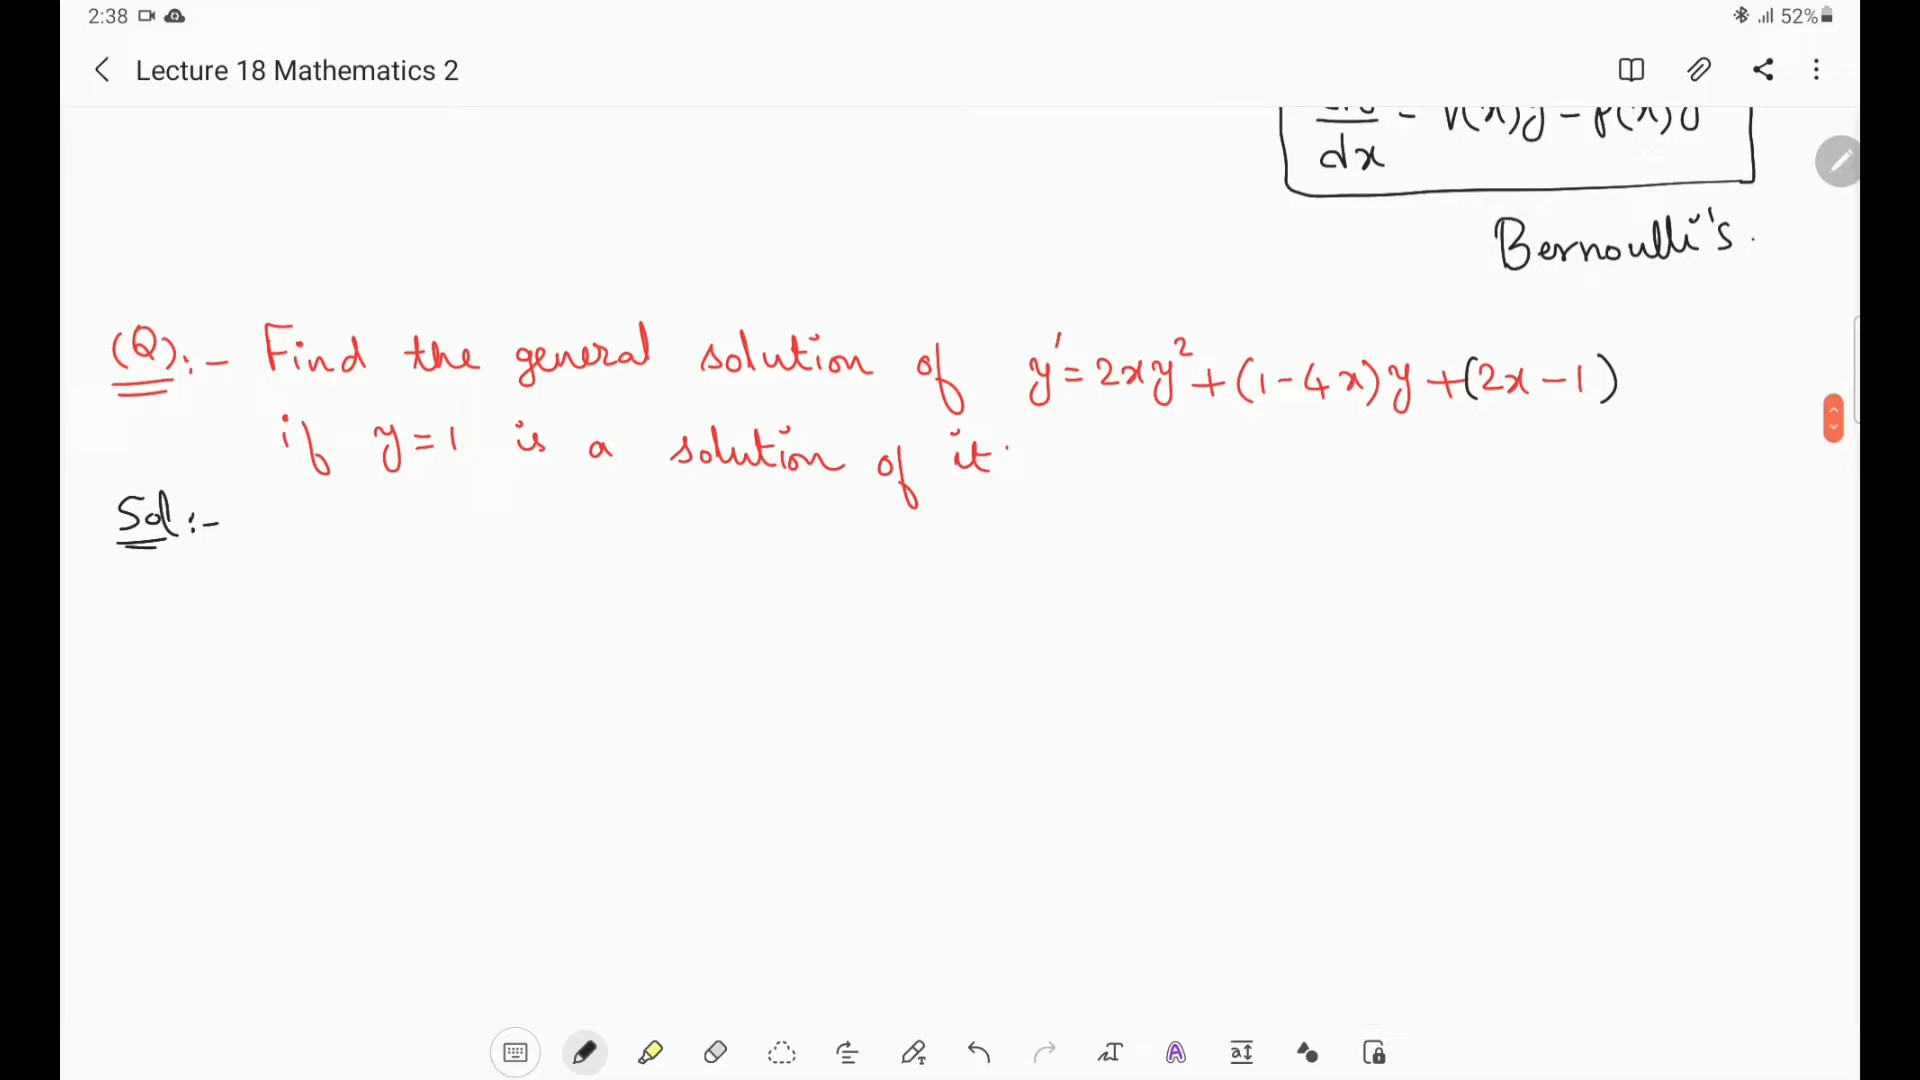 2:38
52%
Lecture 18 Mathematics 2
dx
Bernoulli's.
(Q):- Find the general solution of y' = 2xy² + (1-4x)y + (2x-1)
if y=1 is a solution of it.
Sol:-